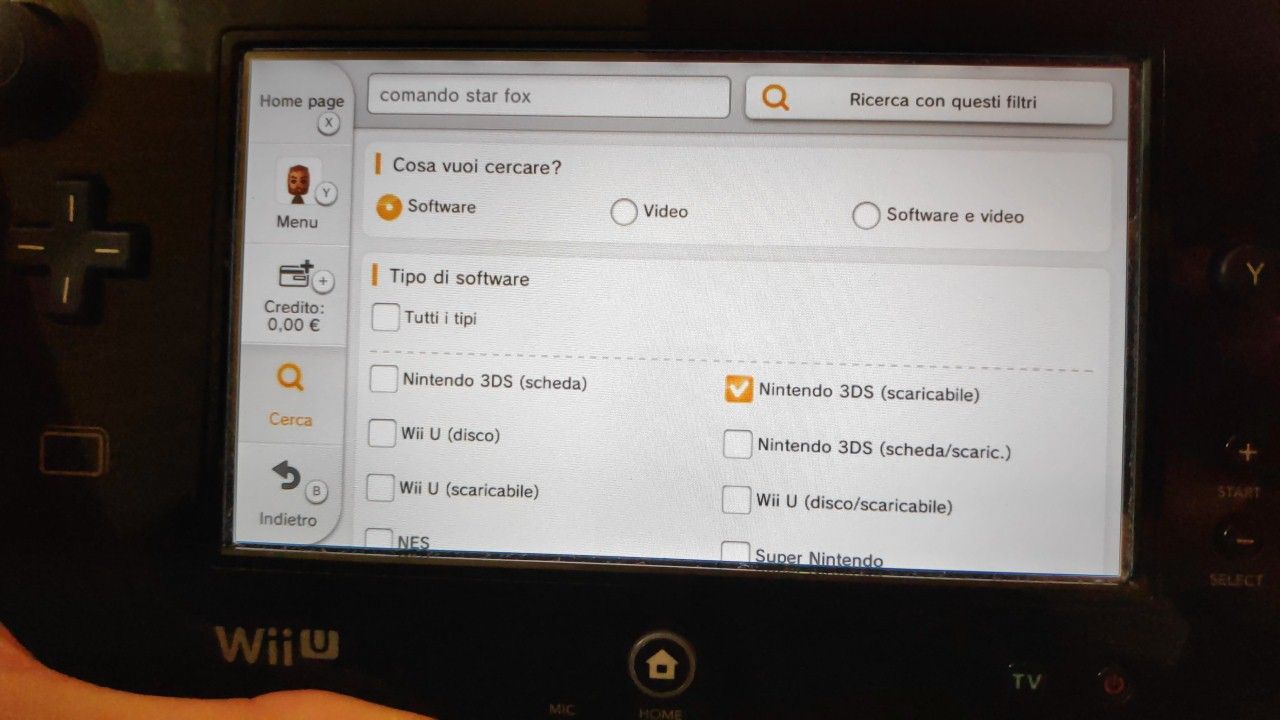 Home page
X
Y
Menu
+
Credito:
0,00 €
Cerca
B
Indietro
comando star fox
Ricerca con questi filtri
Cosa vuoi cercare?
Software
Video
Software e video
Tipo di software
Tutti i tipi
Nintendo 3DS (scheda)
Nintendo 3DS (scaricabile)
Wii U (disco)
Nintendo 3DS (scheda/scaric.)
Wii U (scaricabile)
Wii U (disco/scaricabile)
NES
Super Nintendo
Y
+
START
-
SELECT
Wii U
MIC
HOME
TV